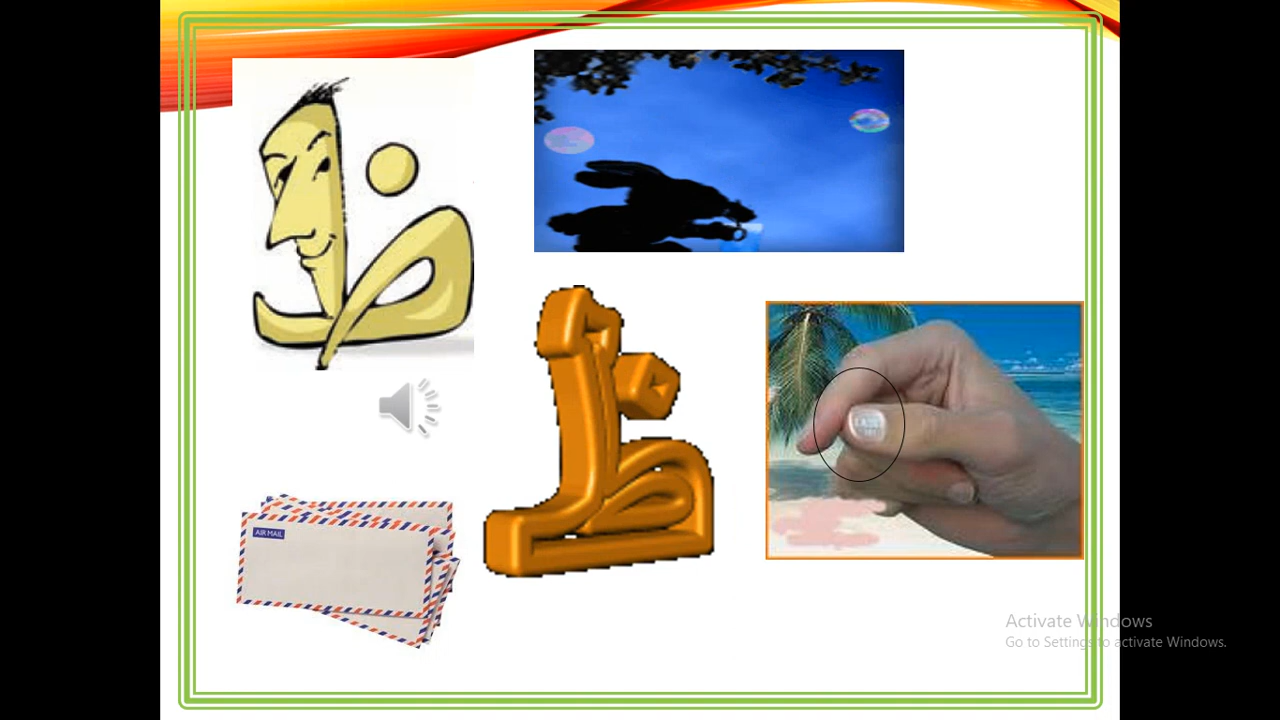 ظ
ظ
AIR MAIL
Activate Windows
Go to Settings to activate Windows.